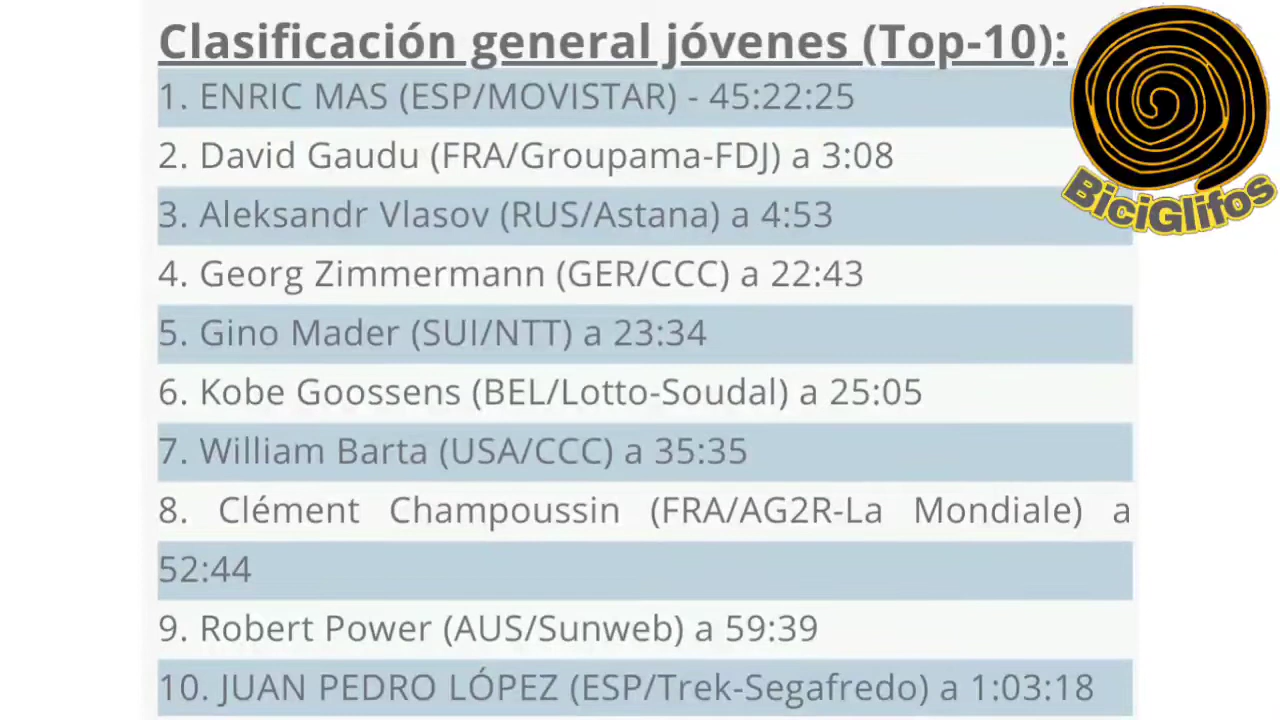 Clasificación general jóvenes (Top-10):
1. ENRIC MAS (ESP/MOVISTAR) - 45:22:25
2. David Gaudu (FRA/Groupama-FDJ) a 3:08
3. Aleksandr Vlasov (RUS/Astana) a 4:53
4. Georg Zimmermann (GER/CCC) a 22:43
5. Gino Mader (SUI/NTT) a 23:34
6. Kobe Goossens (BEL/Lotto-Soudal) a 25:05
7. William Barta (USA/CCC) a 35:35
8. Clément Champoussin (FRA/AG2R-La Mondiale) a
52:44
9. Robert Power (AUS/Sunweb) a 59:39
10. JUAN PEDRO LÓPEZ (ESP/Trek-Segafredo) a 1:03:18
BiciGlifos